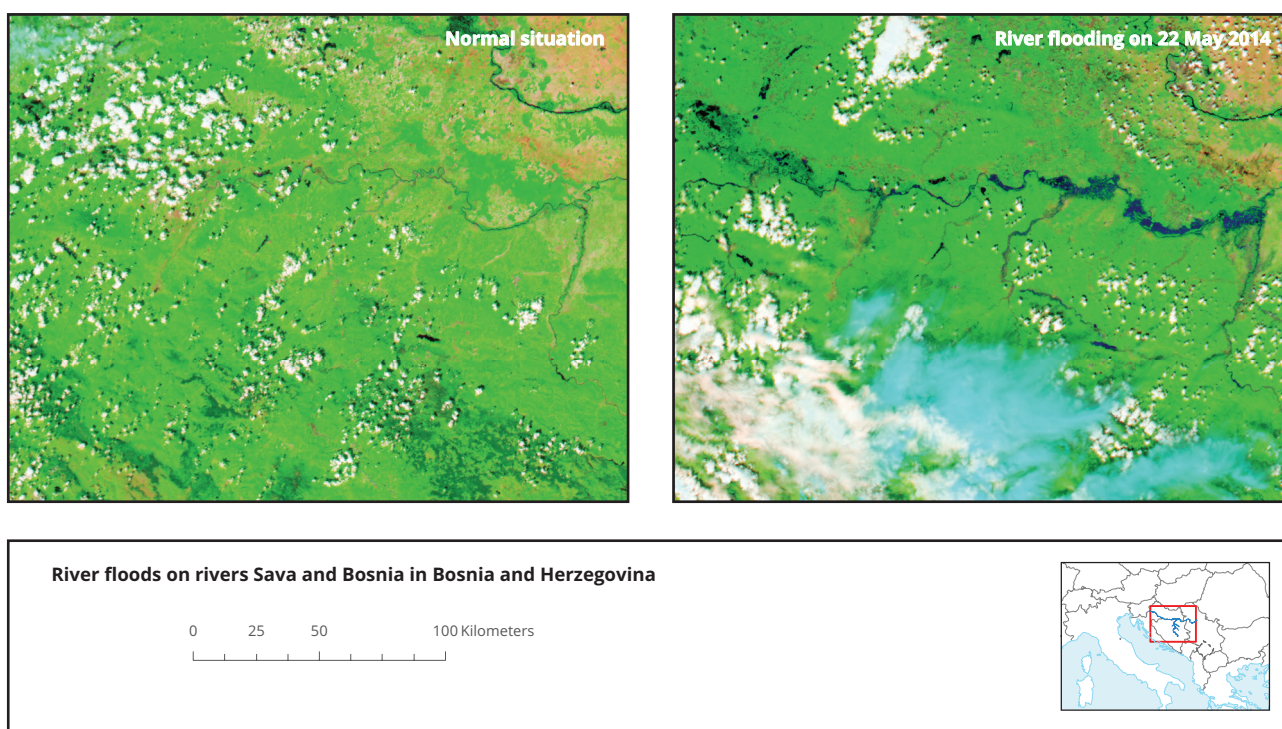 Normal situation
River flooding on 22 May 2014
River floods on rivers Sava and Bosnia in Bosnia and Herzegovina
0 25 50 100 Kilometers